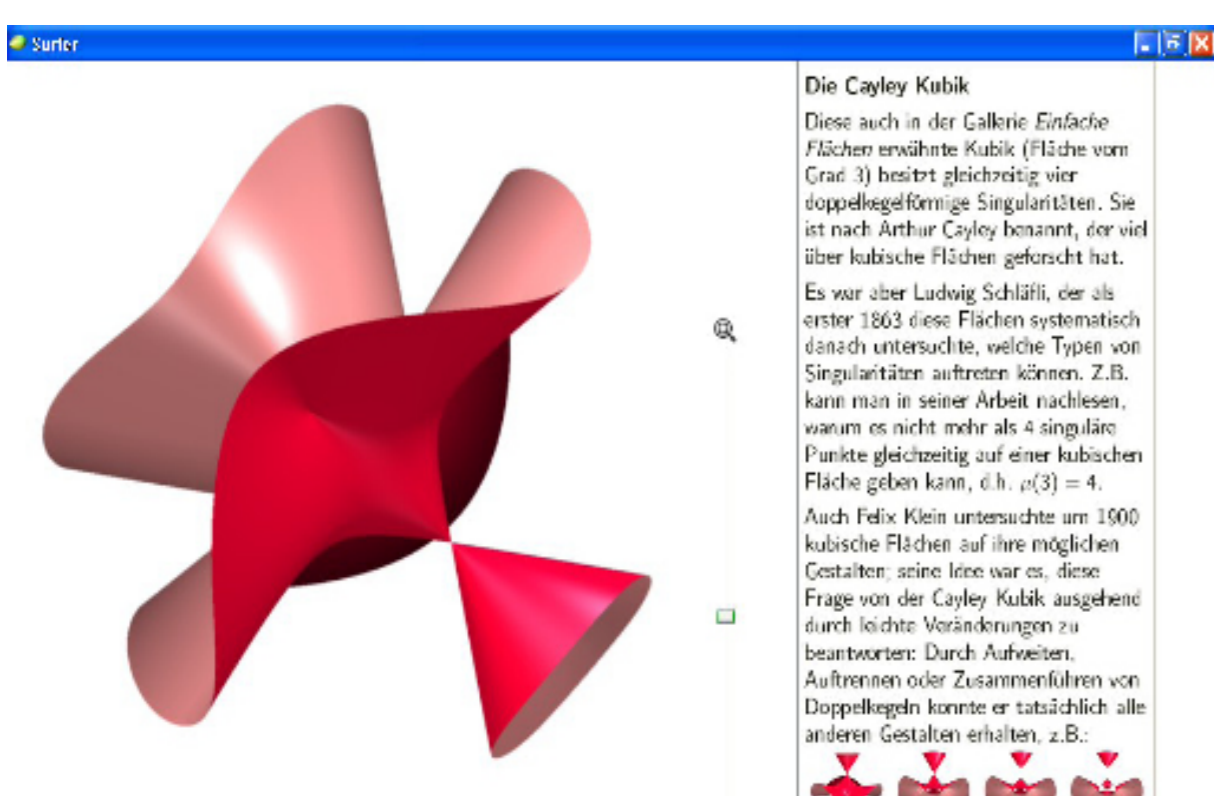 Surfer
Die Cayley Kubik
Diese auch in der Gallerie Einfache
Flächen erwähnte Kubik (Fläche vom
Grad 3) besitzt gleichzeitig vier
doppelkegelförmige Singularitäten. Sie
ist nach Arthur Cayley benannt, der viel
über kubische Flächen geforscht hat.
Es war aber Ludwig Schläfli, der als
erster 1863 diese Flächen systematisch
danach untersuchte, welche Typen von
Singularitäten auftreten können. Z.B.
kann man in seiner Arbeit nachlesen,
warum es nicht mehr als 4 singuläre
Punkte gleichzeitig auf einer kubischen
Fläche geben kann, d.h. μ(3) = 4.
Auch Felix Klein untersuchte um 1900
kubische Flächen auf ihre möglichen
Gestalten; seine Idee war es, diese
Frage von der Cayley Kubik ausgehend
durch leichte Veränderungen zu
beantworten: Durch Aufweiten,
Auftrennen oder Zusammenführen von
Doppelkegeln konnte er tatsächlich alle
anderen Gestalten erhalten, z.B.: